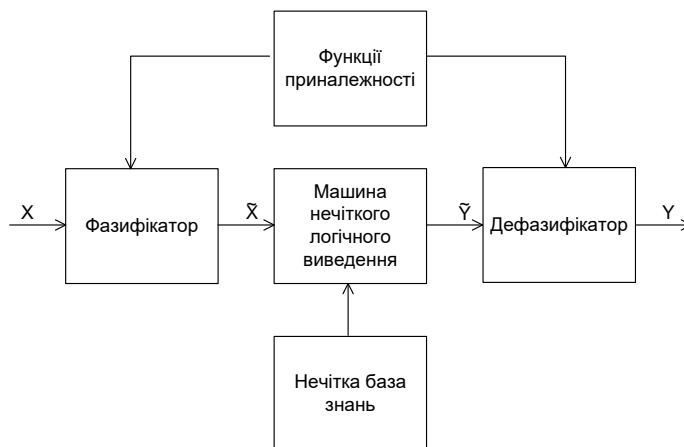 Функції
приналежності
X
Фазифікатор
X̃
Машина
нечіткого
логічного
виведення
Ỹ
Дефазифікатор
Y
Нечітка база
знань